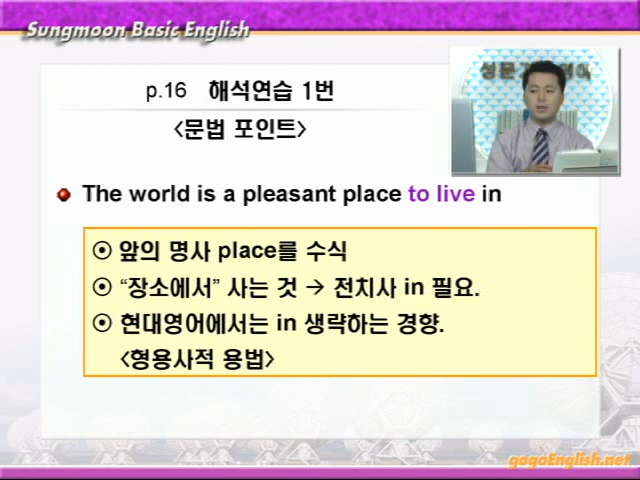 Sungmoon Basic English
p.16 해석연습 1번
<문법 포인트>
The world is a pleasant place to live in
⊙ 앞의 명사 place를 수식
⊙ “장소에서” 사는 것 → 전치사 in 필요.
⊙ 현대영어에서는 in 생략하는 경향.
<형용사적 용법>
gogoEnglish.net